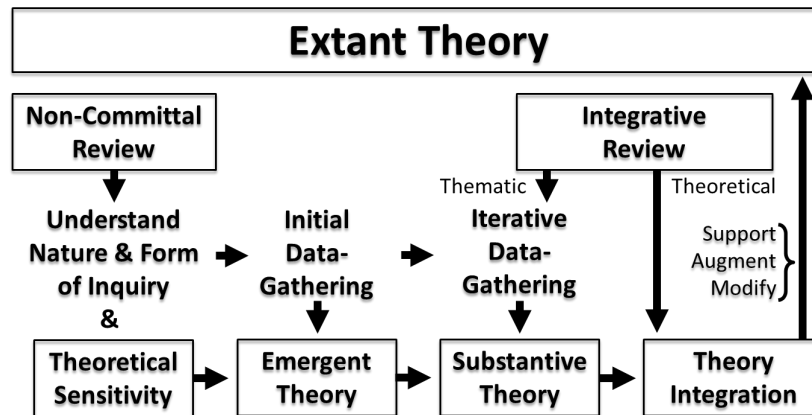 Extant Theory
Non-Committal
Review
Integrative
Review
Thematic
Theoretical
Understand
Nature & Form
of Inquiry
&
Initial
Data-
Gathering
Iterative
Data-
Gathering
Support
Augment
Modify
Theoretical
Sensitivity
Emergent
Theory
Substantive
Theory
Theory
Integration